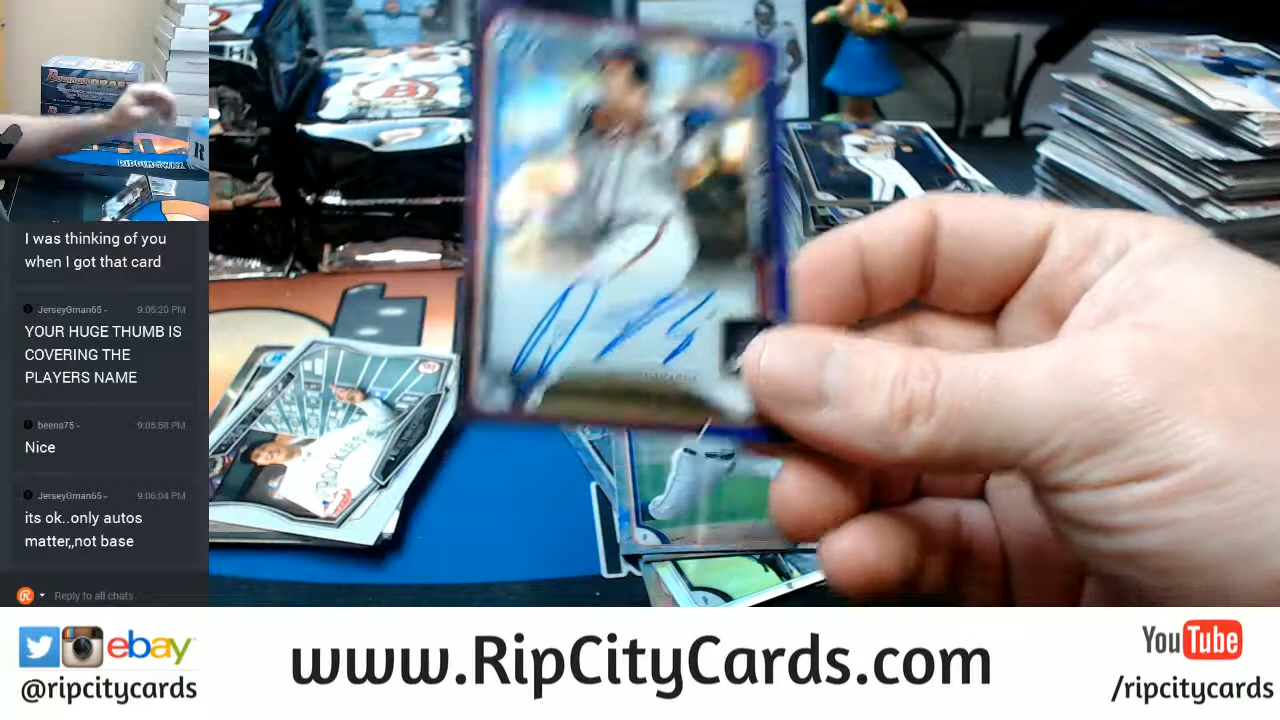 I was thinking of you
when I got that card
JerseyGman65 9:05:20 PM
YOUR HUGE THUMB IS
COVERING THE
PLAYERS NAME
beens75 9:05:58 PM
Nice
JerseyGman65 9:06:04 PM
its ok..only autos
matter,,not base
Reply to all chats
ROCKIES
ebay
@ripcitycards
www.RipCityCards.com
YouTube
/ripcitycards